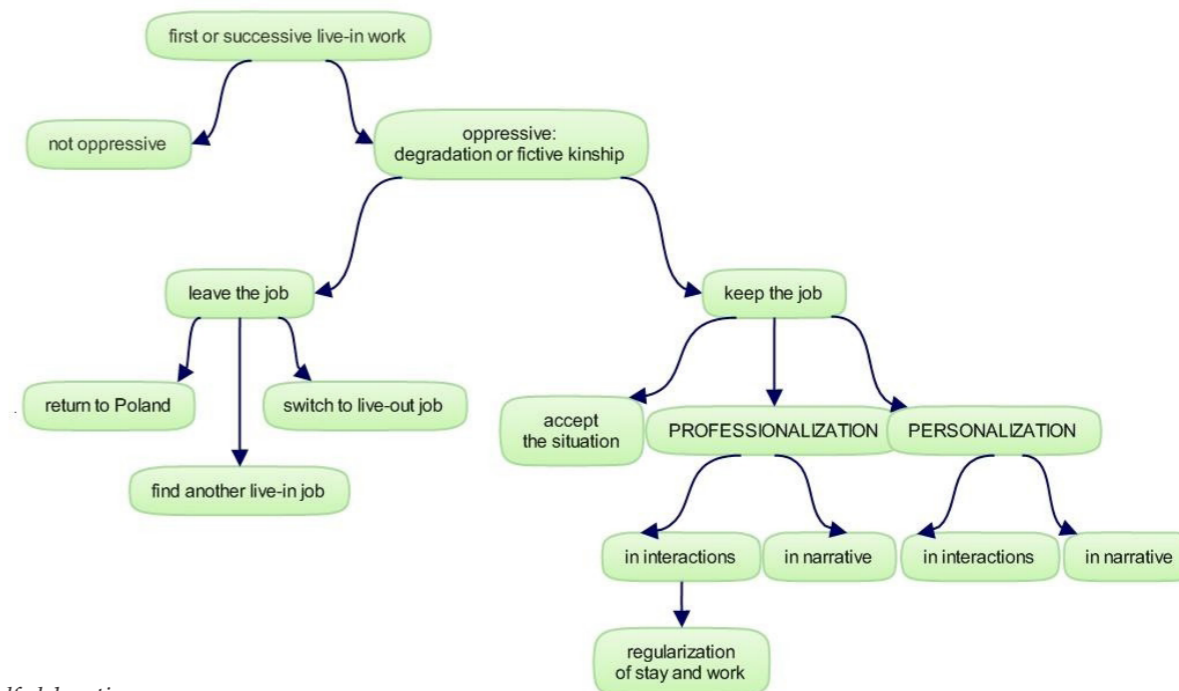 first or successive live-in work
not oppressive
oppressive:
degradation or fictive kinship
leave the job
keep the job
return to Poland
switch to live-out job
accept
the situation
PROFESSIONALIZATION
PERSONALIZATION
find another live-in job
in interactions
in narrative
in interactions
in narrative
regularization
of stay and work